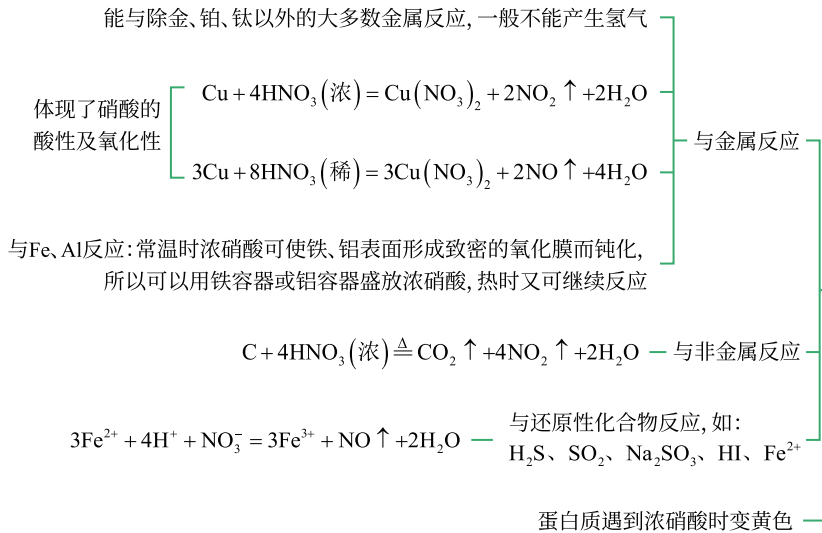 能与除金、铂、钛以外的大多数金属反应, 一般不能产生氢气
体现了硝酸的
酸性及氧化性
Cu + 4HNO₃(浓) = Cu(NO₃)₂ + 2NO₂↑ +2H₂O
3Cu + 8HNO₃(稀) = 3Cu(NO₃)₂ + 2NO↑ +4H₂O
与金属反应
与Fe、Al反应: 常温时浓硝酸可使铁、铝表面形成致密的氧化膜而钝化,
所以可以用铁容器或铝容器盛放浓硝酸, 热时又可继续反应
C + 4HNO₃(浓) ≜ CO₂↑ +4NO₂↑ +2H₂O
与非金属反应
3Fe²⁺ + 4H⁺ + NO₃⁻ = 3Fe³⁺ + NO↑ +2H₂O
与还原性化合物反应, 如:
H₂S、SO₂、Na₂SO₃、HI、Fe²⁺
蛋白质遇到浓硝酸时变黄色